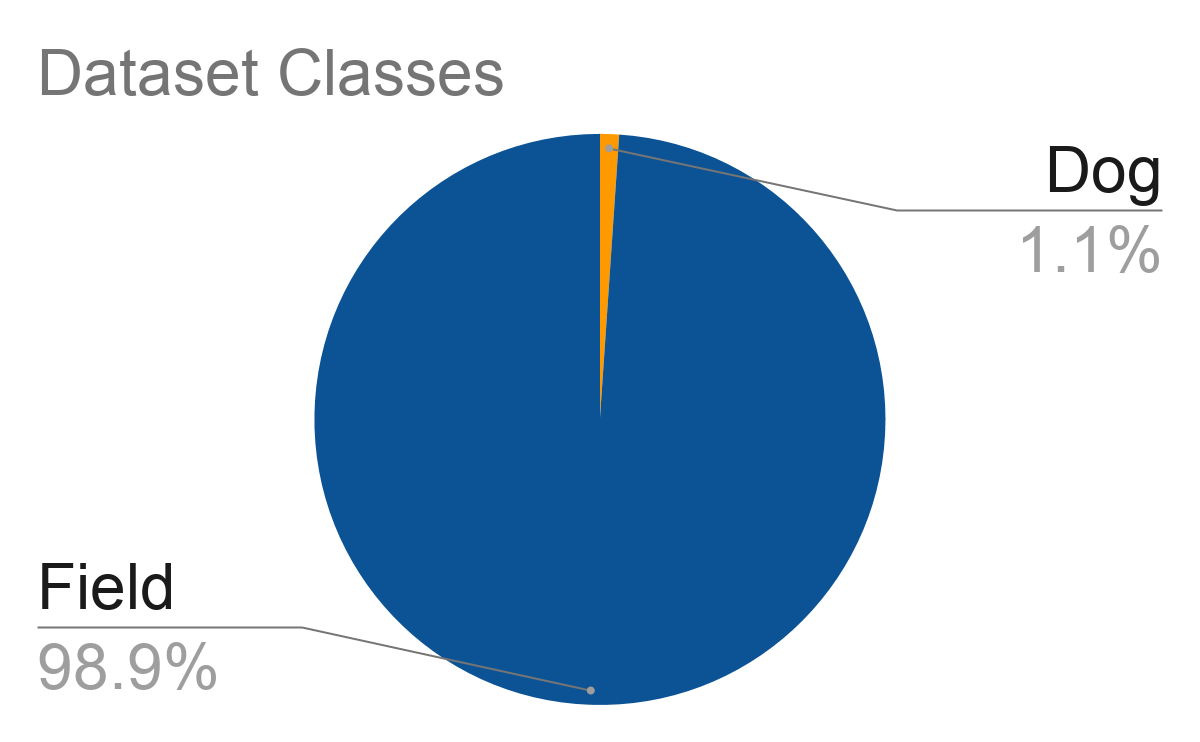 Dataset Classes
Dog
1.1%
Field
98.9%